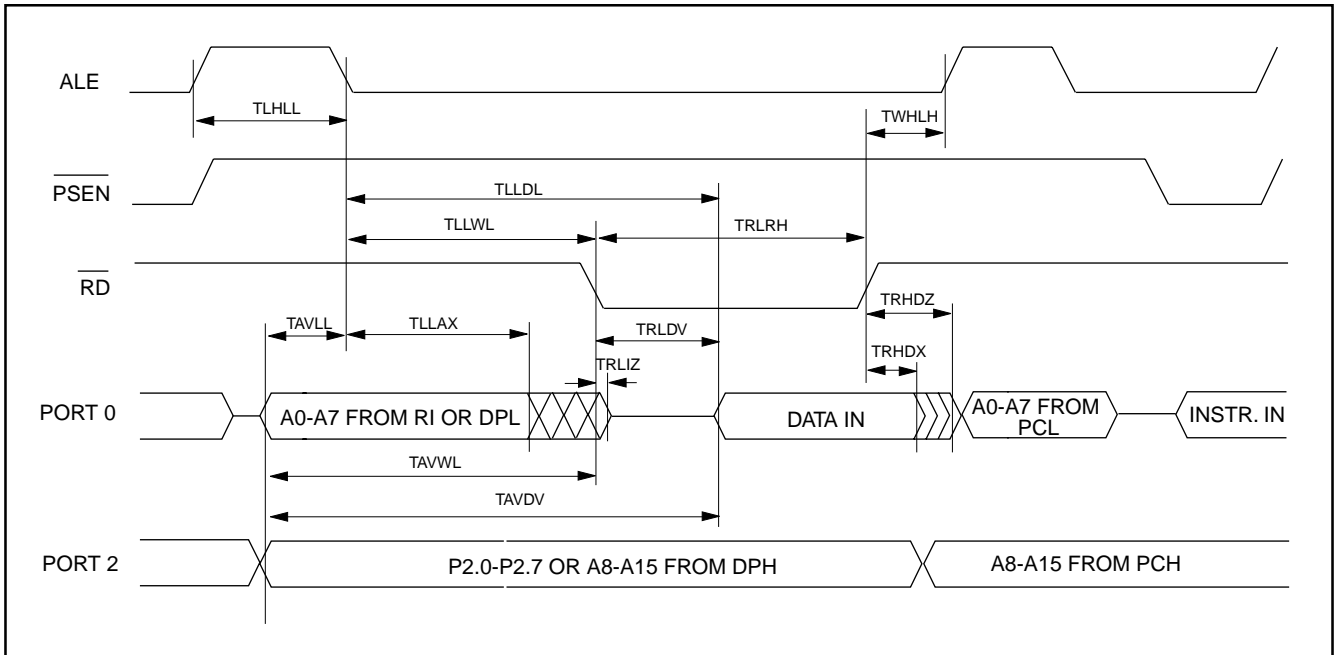 ALE
TLHLL
TWHLH
PSEN
TLLDL
TLLWL
TRLRH
RD
TAVLL
TLLAX
TRLDV
TRHDZ
TRLIZ
TRHDX
PORT 0
A0-A7 FROM RI OR DPL
DATA IN
A0-A7 FROM
PCL
INSTR. IN
TAVWL
TAVDV
PORT 2
P2.0-P2.7 OR A8-A15 FROM DPH
A8-A15 FROM PCH